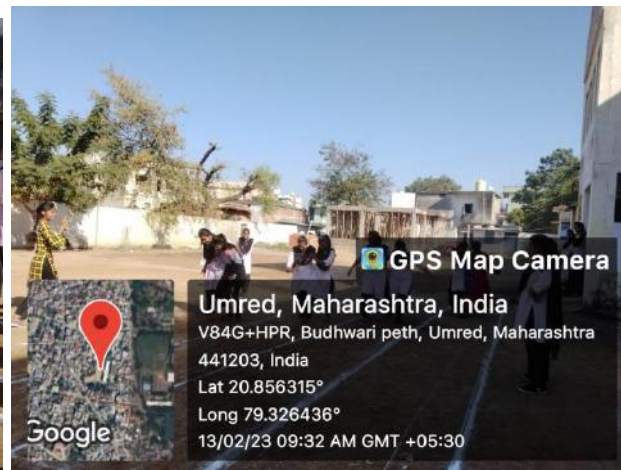 GPS Map Camera
Umred, Maharashtra, India
V84G+HPR, Budhwari peth, Umred, Maharashtra
441203, India
Lat 20.856315°
Long 79.326436°
13/02/23 09:32 AM GMT +05:30
Google